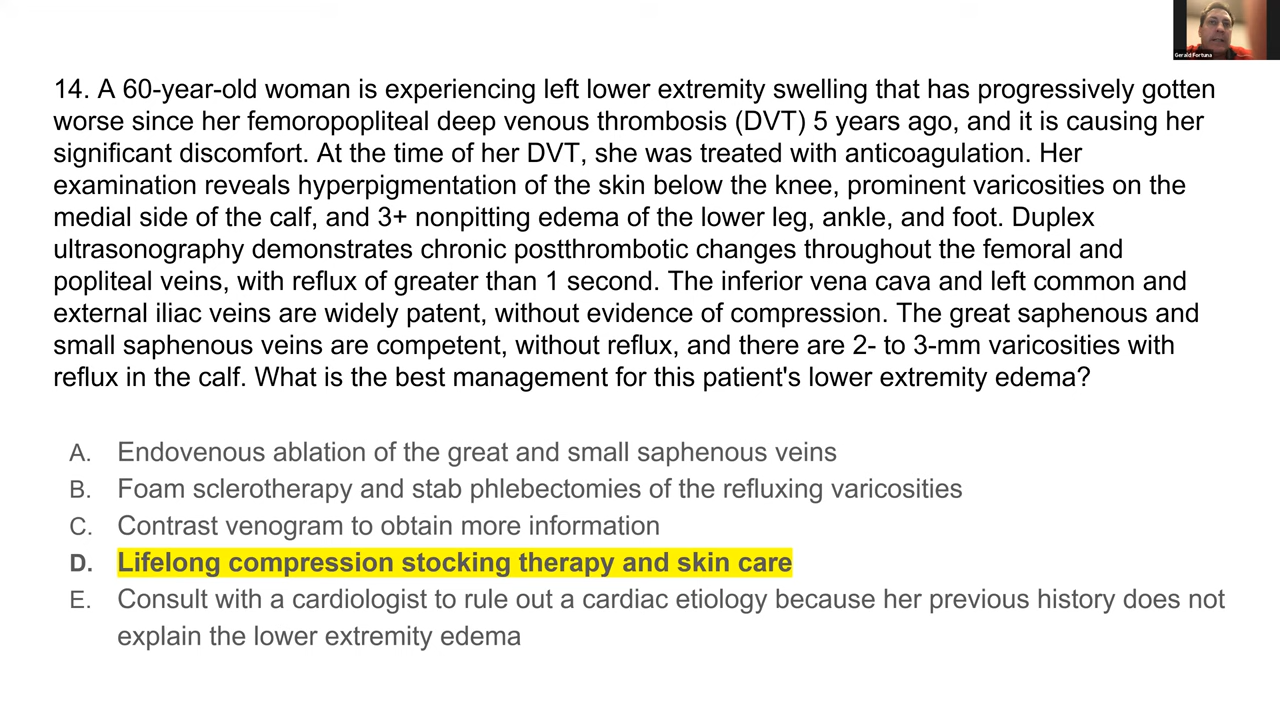 Gerald Fortuna
14. A 60-year-old woman is experiencing left lower extremity swelling that has progressively gotten
worse since her femoropopliteal deep venous thrombosis (DVT) 5 years ago, and it is causing her
significant discomfort. At the time of her DVT, she was treated with anticoagulation. Her
examination reveals hyperpigmentation of the skin below the knee, prominent varicosities on the
medial side of the calf, and 3+ nonpitting edema of the lower leg, ankle, and foot. Duplex
ultrasonography demonstrates chronic postthrombotic changes throughout the femoral and
popliteal veins, with reflux of greater than 1 second. The inferior vena cava and left common and
external iliac veins are widely patent, without evidence of compression. The great saphenous and
small saphenous veins are competent, without reflux, and there are 2- to 3-mm varicosities with
reflux in the calf. What is the best management for this patient's lower extremity edema?
A. Endovenous ablation of the great and small saphenous veins
B. Foam sclerotherapy and stab phlebectomies of the refluxing varicosities
C. Contrast venogram to obtain more information
D. Lifelong compression stocking therapy and skin care
E. Consult with a cardiologist to rule out a cardiac etiology because her previous history does not
explain the lower extremity edema